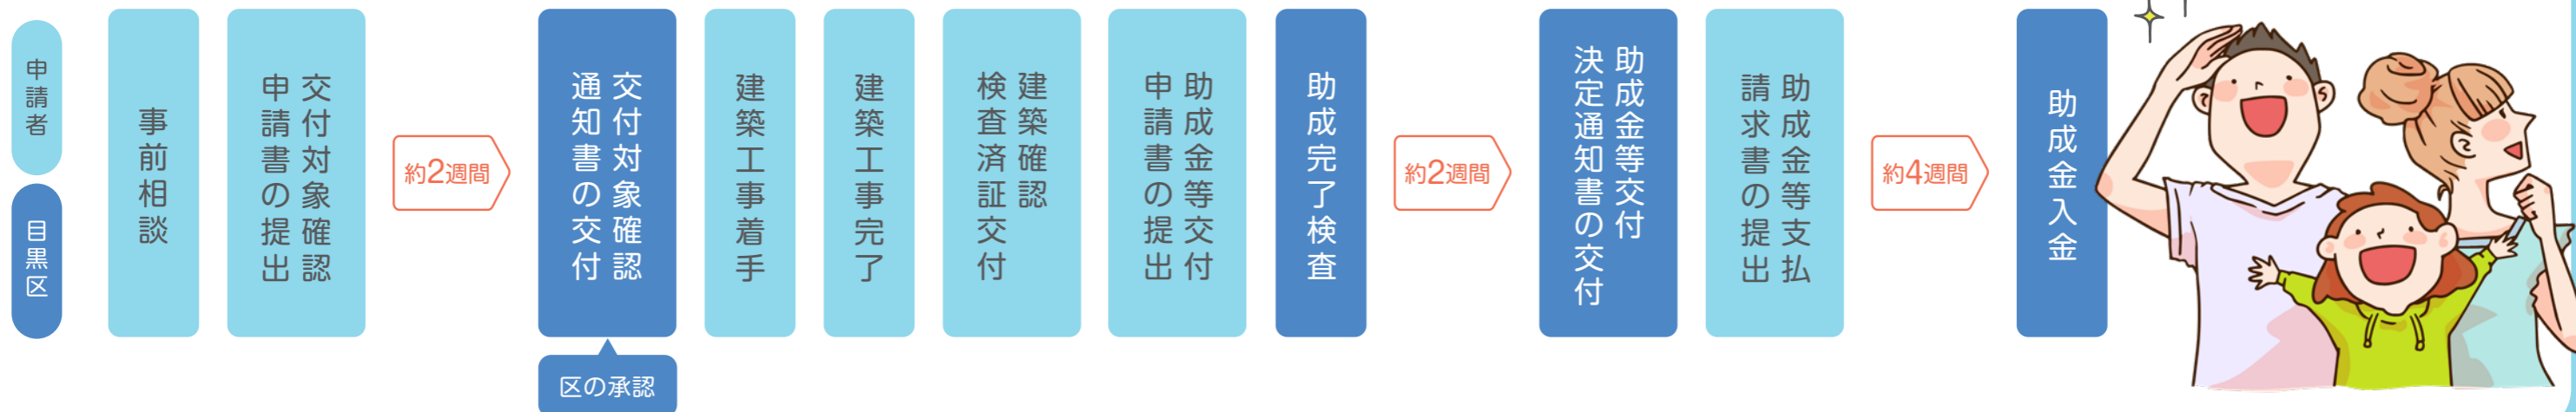 申請者
目黒区
事前相談
交付対象確認
申請書の提出
約2週間
交付対象確認
通知書の交付
区の承認
建築工事着手
建築工事完了
建築確認
検査済証交付
助成金等交付
申請書の提出
助成完了検査
約2週間
助成金等交付
決定通知書の交付
助成金等支払
請求書の提出
約4週間
助成金入金